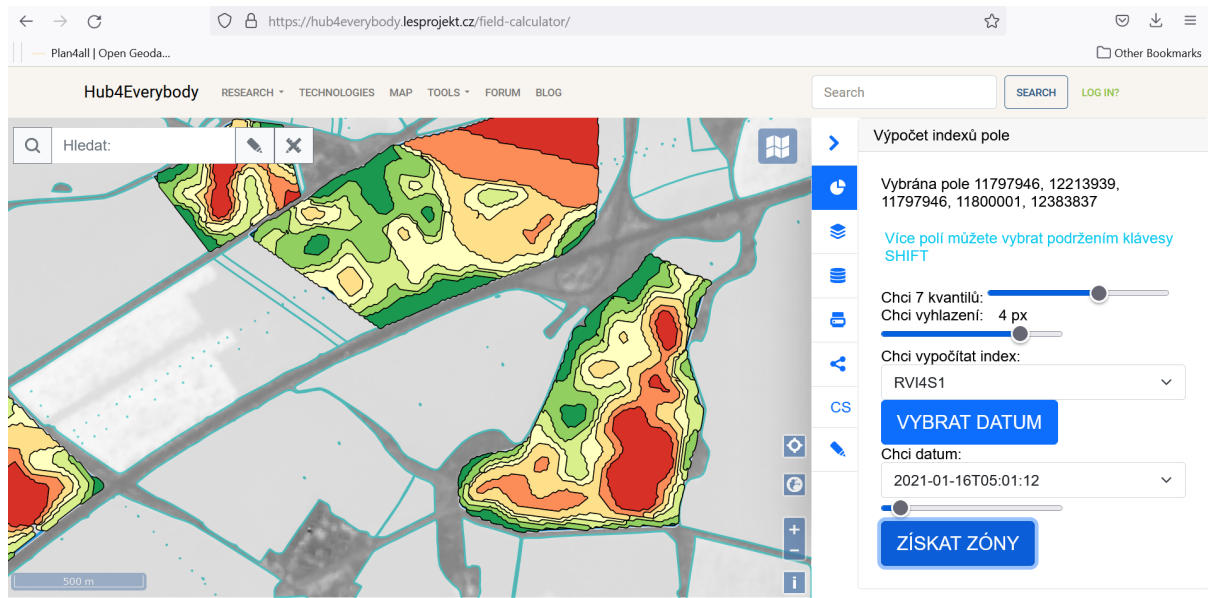 https://hub4everybody.lesprojekt.cz/field-calculator/
Plan4all | Open Geoda...
Other Bookmarks
Hub4Everybody RESEARCH TECHNOLOGIES MAP TOOLS FORUM BLOG Search SEARCH LOG IN?
Hledat:
Výpočet indexů pole
Vybrána pole 11797946, 12213939,
11797946, 11800001, 12383837
Více polí můžete vybrat podržením klávesy
SHIFT
Chci 7 kvantilů:
Chci vyhlazení: 4 px
Chci vypočítat index:
RVI4S1
CS
VYBRAT DATUM
Chci datum:
2021-01-16T05:01:12
ZÍSKAT ZÓNY
500 m